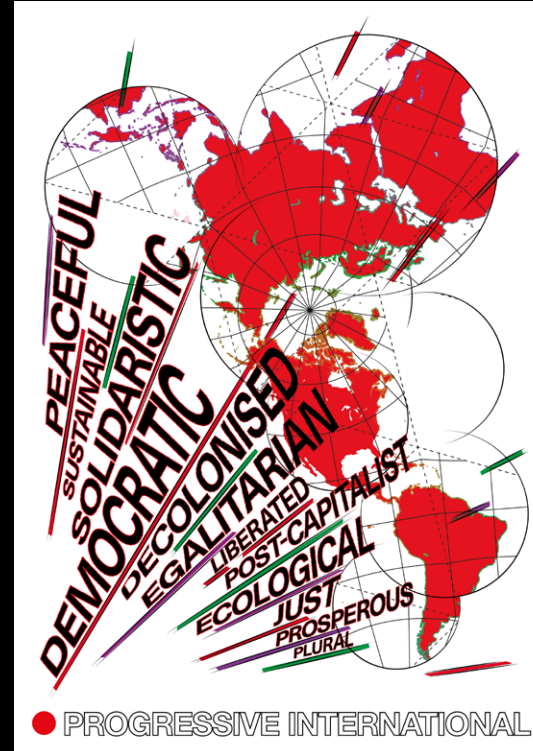 PEACEFUL
SUSTAINABLE
SOLIDARISTIC
DEMOCRATIC
DECOLONISED
EGALITARIAN
LIBERATED
POST-CAPITALIST
ECOLOGICAL
JUST
PROSPEROUS
PLURAL
PROGRESSIVE INTERNATIONAL